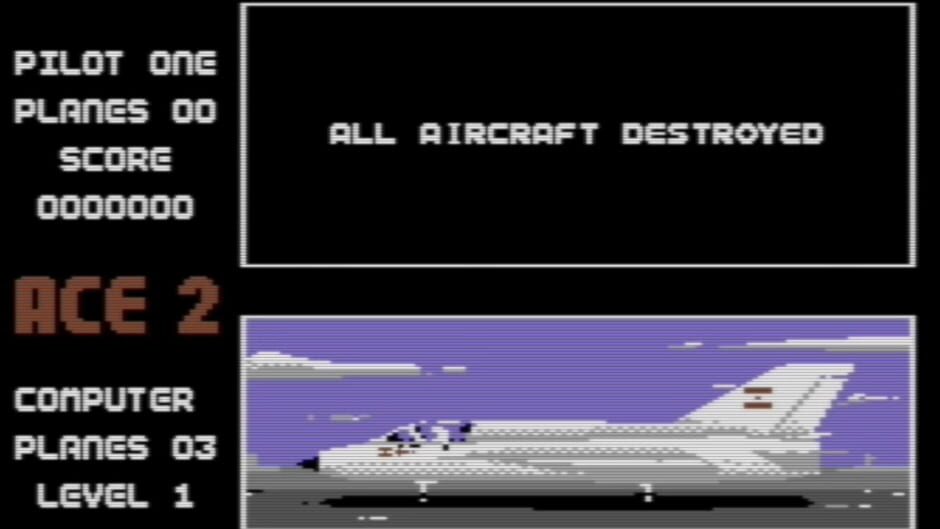 PILOT ONE
PLANES 00
SCORE
0000000
ALL AIRCRAFT DESTROYED
ACE 2
COMPUTER
PLANES 03
LEVEL 1